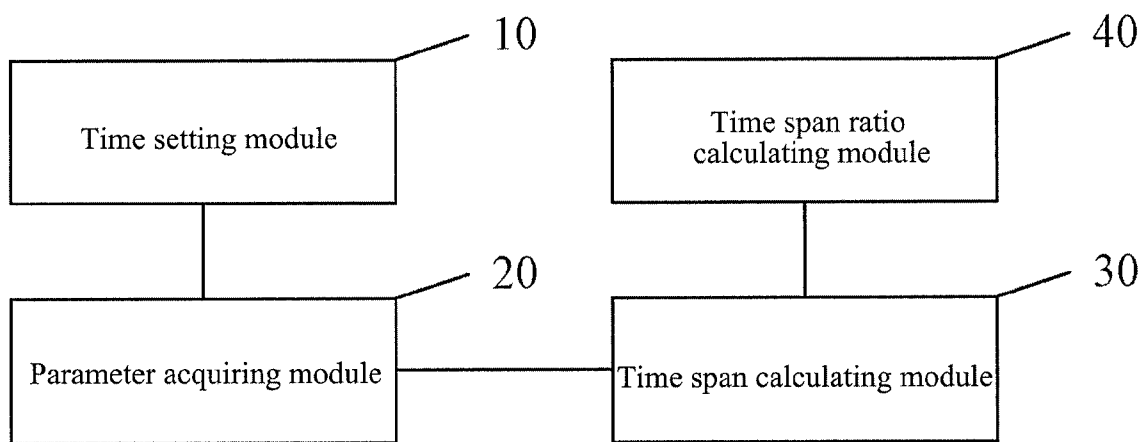 10
40
Time setting module
Time span ratio
calculating module
20
30
Parameter acquiring module
Time span calculating module